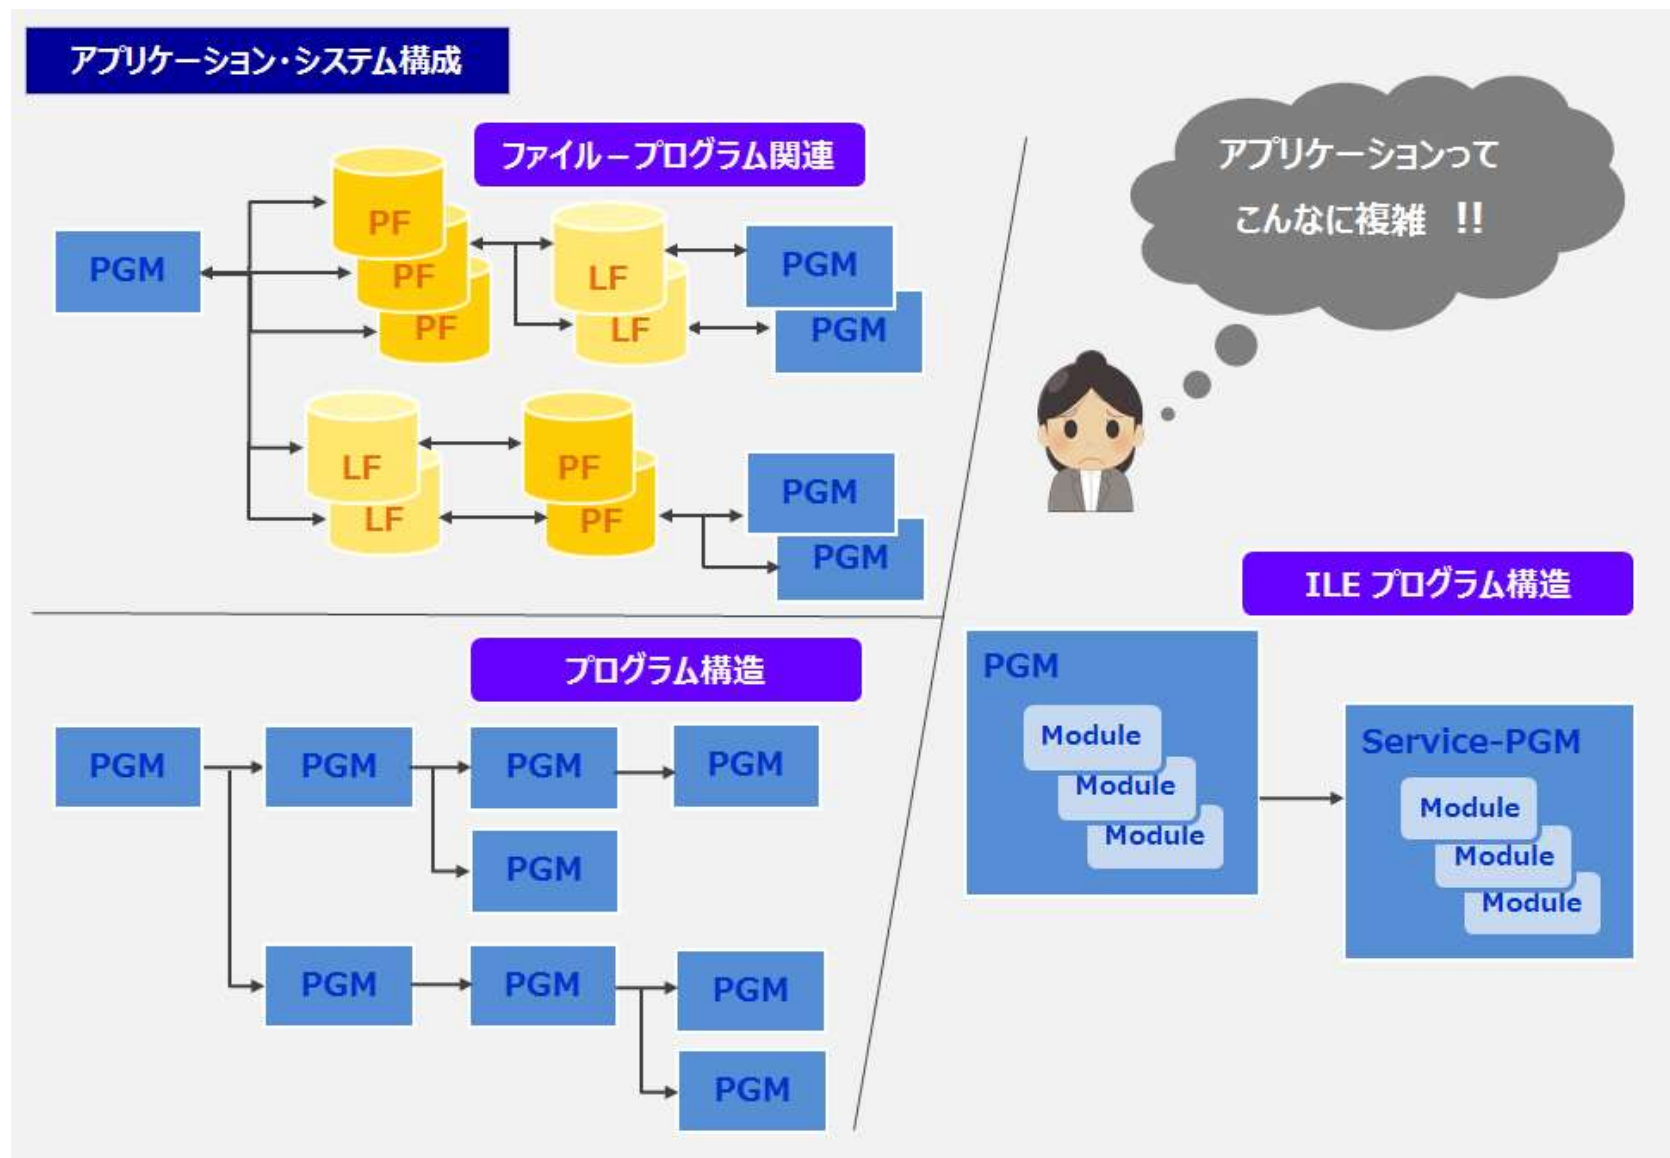 アプリケーション・システム構成
ファイル－プログラム関連
PGM
PF
PF
PF
LF
LF
PGM
PGM
LF
LF
PF
PF
PGM
PGM
アプリケーションって
こんなに複雑 !!
プログラム構造
PGM
PGM
PGM
PGM
PGM
PGM
PGM
PGM
PGM
ILE プログラム構造
PGM
Module
Module
Module
Service-PGM
Module
Module
Module